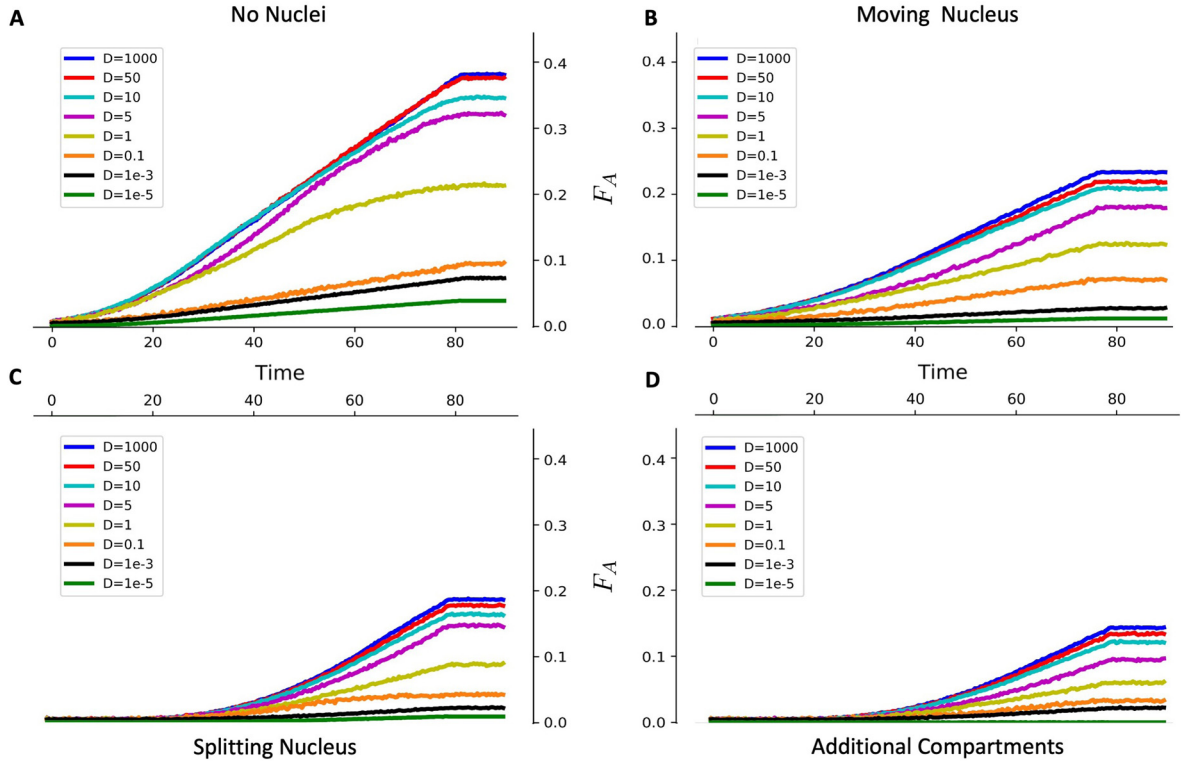 A
No Nuclei
D=1000
D=50
D=10
D=5
D=1
D=0.1
D=1e-3
D=1e-5
0.4
0.3
0.2
0.1
0.0
0 20 40 60 80
F_A
B
Moving Nucleus
0.4
0.3
0.2
0.1
0.0
D=1000
D=50
D=10
D=5
D=1
D=0.1
D=1e-3
D=1e-5
0 20 40 60 80
C
Time
0 20 40 60 80
D=1000
D=50
D=10
D=5
D=1
D=0.1
D=1e-3
D=1e-5
0.4
0.3
0.2
0.1
0.0
Splitting Nucleus
F_A
D
Time
0 20 40 60 80
0.4
0.3
0.2
0.1
0.0
D=1000
D=50
D=10
D=5
D=1
D=0.1
D=1e-3
D=1e-5
Additional Compartments